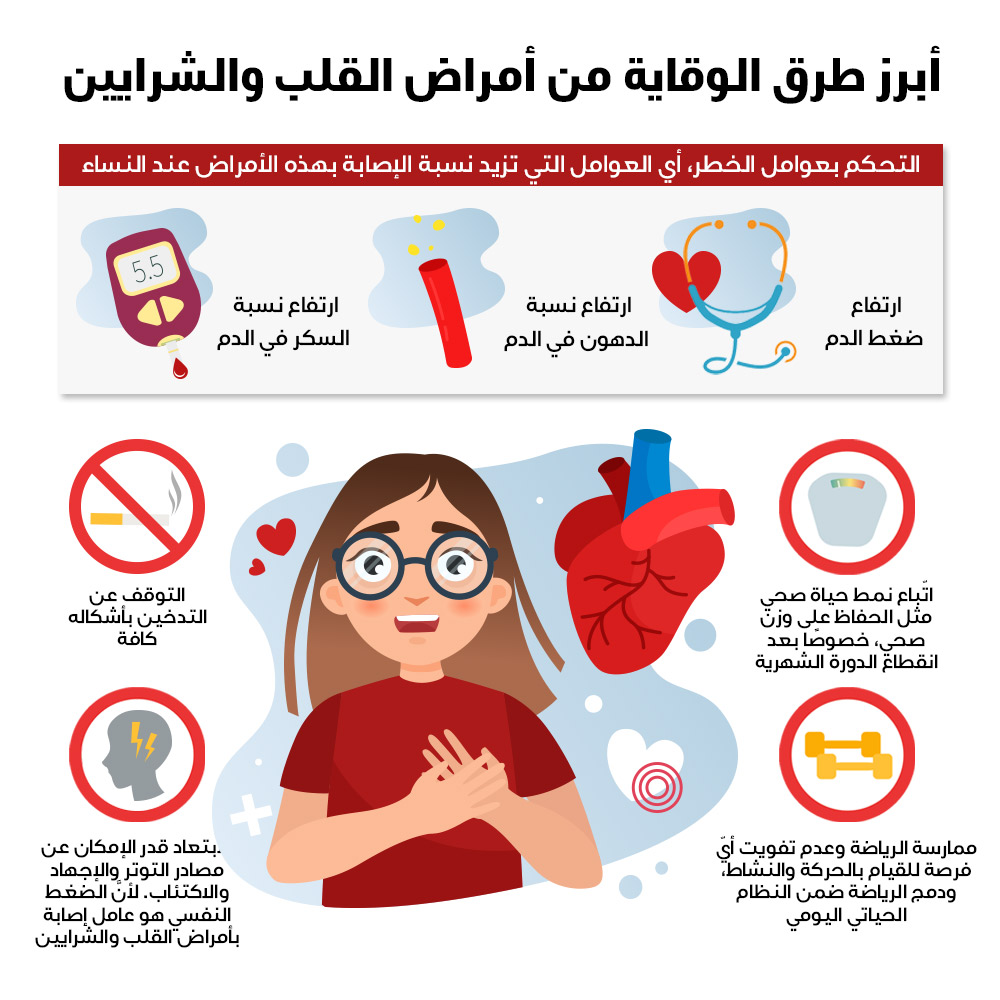 أبرز طرق الوقاية من أمراض القلب والشرايين
التحكم بعوامل الخطر، أي العوامل التي تزيد نسبة الإصابة بهذه الأمراض عند النساء
ارتفاع
ضغط الدم
ارتفاع نسبة
الدهون في الدم
ارتفاع نسبة
السكر في الدم
5.5
اتّباع نمط حياة صحي
مثل الحفاظ على وزن
صحي، خصوصًا بعد
انقطاع الدورة الشهرية
التوقف عن
التدخين بأشكاله
كافة
ممارسة الرياضة وعدم تفويت أيّ
فرصة للقيام بالحركة والنشاط،
ودمج الرياضة ضمن النظام
الحياتي اليومي
.بتعاد قدر الإمكان عن
مصادر التوتر والإجهاد
والاكتئاب. لأنّ الضغط
النفسي هو عامل إصابة
بأمراض القلب والشرايين